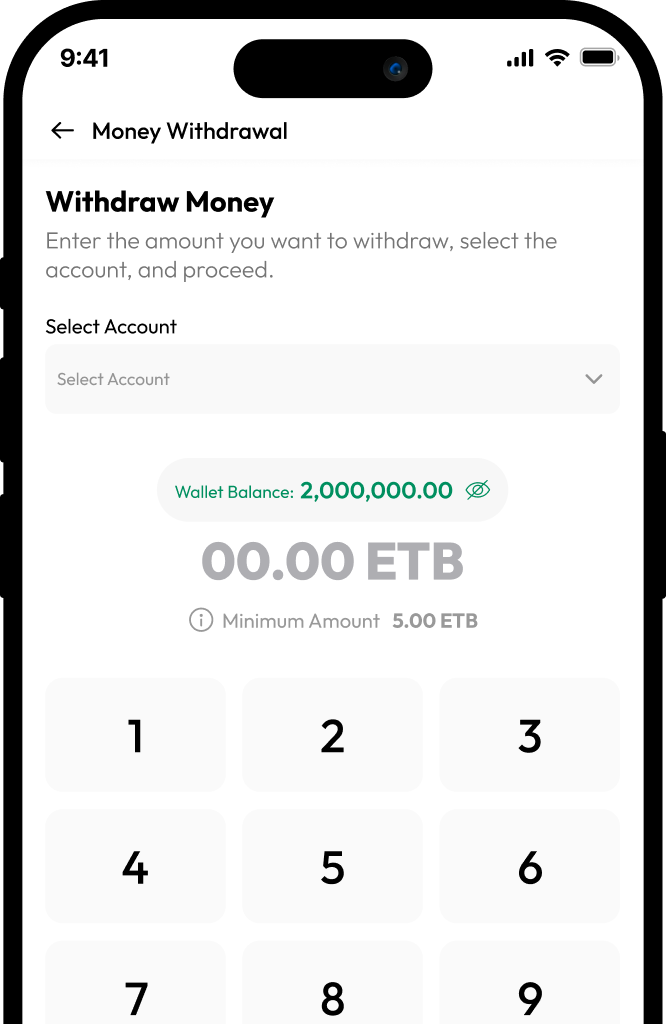 9:41
Money Withdrawal
Withdraw Money
Enter the amount you want to withdraw, select the
account, and proceed.
Select Account
Select Account
Wallet Balance: 2,000,000.00
00.00 ETB
Minimum Amount 5.00 ETB
1 2 3
4 5 6
7 8 9